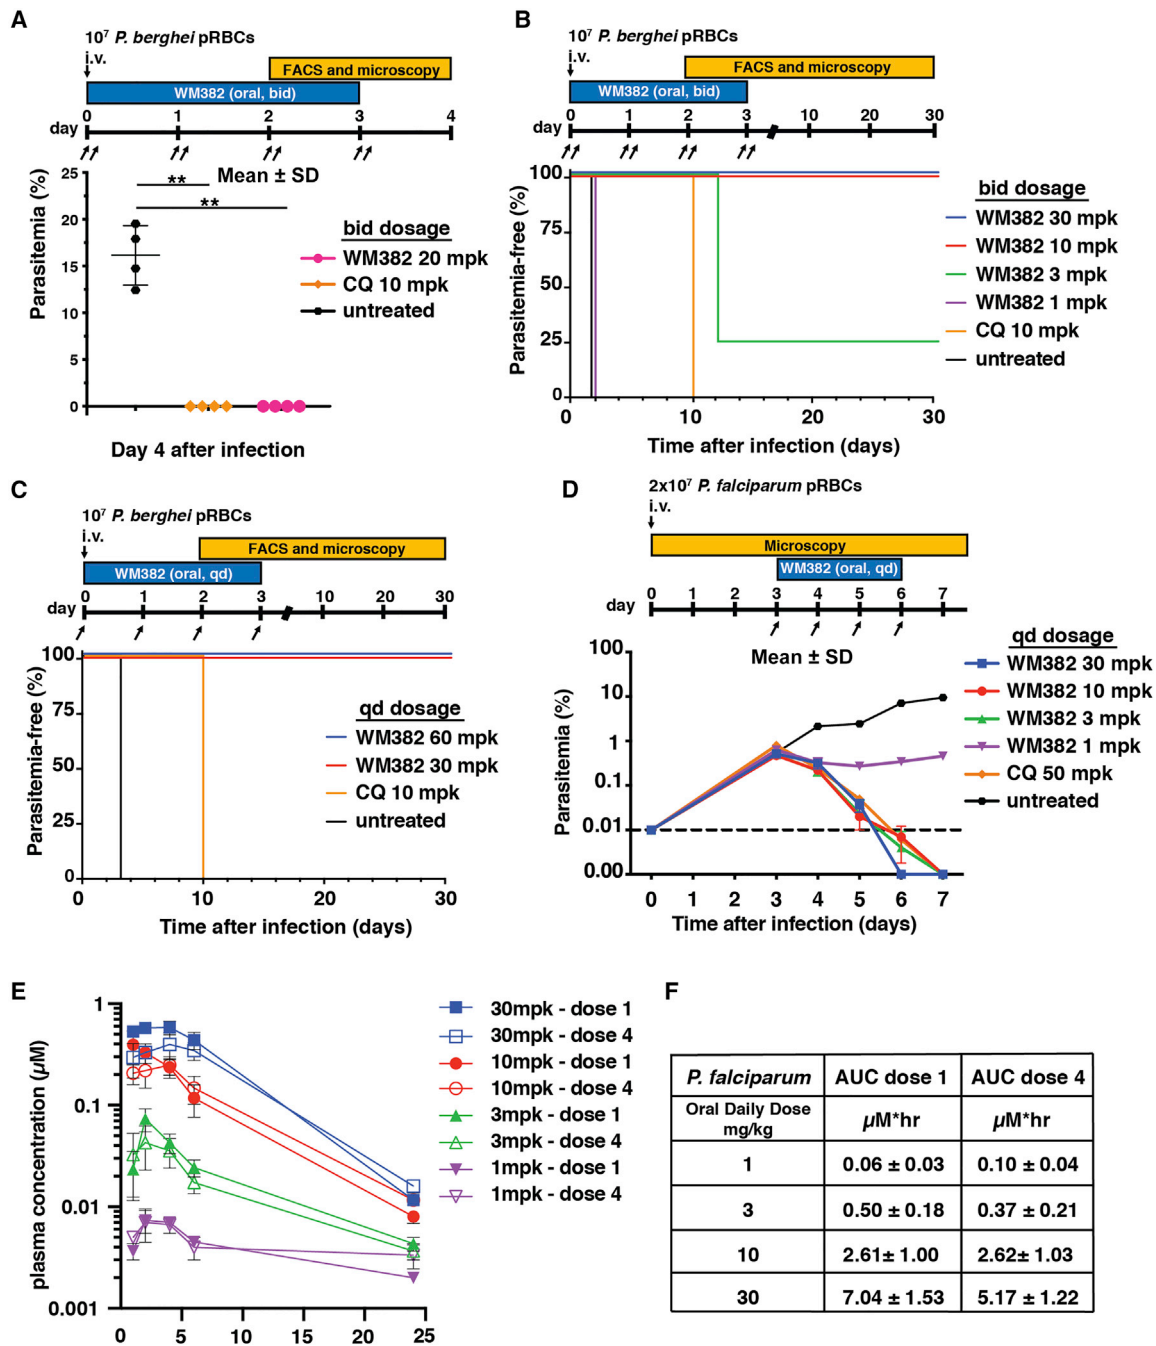 A
10⁷ P. berghei pRBCs
i.v.
FACS and microscopy
WM382 (oral, bid)
day
0 1 2 3 4
Mean ± SD
**
**
Parasitemia (%)
25
20
15
10
5
0
bid dosage
WM382 20 mpk
CQ 10 mpk
untreated
Day 4 after infection
B
10⁷ P. berghei pRBCs
i.v.
FACS and microscopy
WM382 (oral, bid)
day
0 1 2 3 10 20 30
Parasitemia-free (%)
100
75
50
25
0
0 10 20 30
Time after infection (days)
bid dosage
WM382 30 mpk
WM382 10 mpk
WM382 3 mpk
WM382 1 mpk
CQ 10 mpk
untreated
C
10⁷ P. berghei pRBCs
i.v.
FACS and microscopy
WM382 (oral, qd)
day
0 1 2 3 10 20 30
Parasitemia-free (%)
100
75
50
25
0
0 10 20 30
Time after infection (days)
qd dosage
WM382 60 mpk
WM382 30 mpk
CQ 10 mpk
untreated
D
2x10⁷ P. falciparum pRBCs
i.v.
Microscopy
WM382 (oral, qd)
day
0 1 2 3 4 5 6 7
Mean ± SD
Parasitemia (%)
100
10
1
0.1
0.01
0.00
0 1 2 3 4 5 6 7
Time after infection (days)
qd dosage
WM382 30 mpk
WM382 10 mpk
WM382 3 mpk
WM382 1 mpk
CQ 50 mpk
untreated
E
plasma concentration (µM)
1
0.1
0.01
0.001
0 5 10 15 20 25
30mpk - dose 1
30mpk - dose 4
10mpk - dose 1
10mpk - dose 4
3mpk - dose 1
3mpk - dose 4
1mpk - dose 1
1mpk - dose 4
F
P. falciparum AUC dose 1 AUC dose 4
Oral Daily Dose
mg/kg µM*hr µM*hr
1 0.06 ± 0.03 0.10 ± 0.04
3 0.50 ± 0.18 0.37 ± 0.21
10 2.61± 1.00 2.62± 1.03
30 7.04 ± 1.53 5.17 ± 1.22